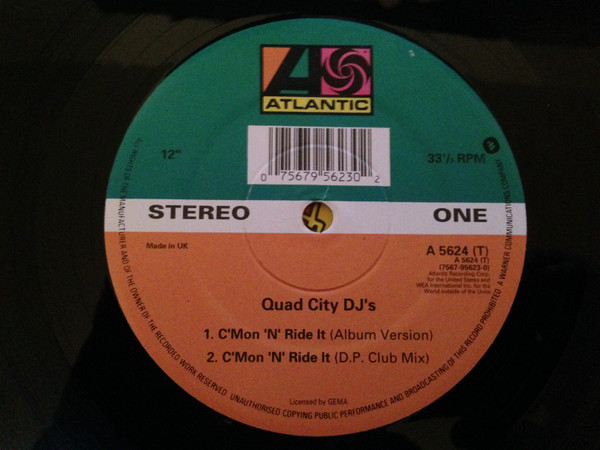 ATLANTIC
12"
33⅓ RPM
0 75679 56230 2
STEREO
ONE
Made in UK
A 5624 (T)
A 5624 (T)
(7567-95623-0)
Atlantic Recording Corp.
for the United States and
WEA International Inc. for the
World outside of the Unite
Quad City DJ's
1. C'Mon 'N' Ride It (Album Version)
2. C'Mon 'N' Ride It (D.P. Club Mix)
Licensed by GEMA
ALL RIGHTS OF THE MANUFACTURER AND OF THE OWNER OF THE RECORDED WORK RESERVED. UNAUTHORISED COPYING PUBLIC PERFORMANCE AND BROADCASTING OF THIS RECORD PROHIBITED. A WARNER COMMUNICATIONS COMPANY